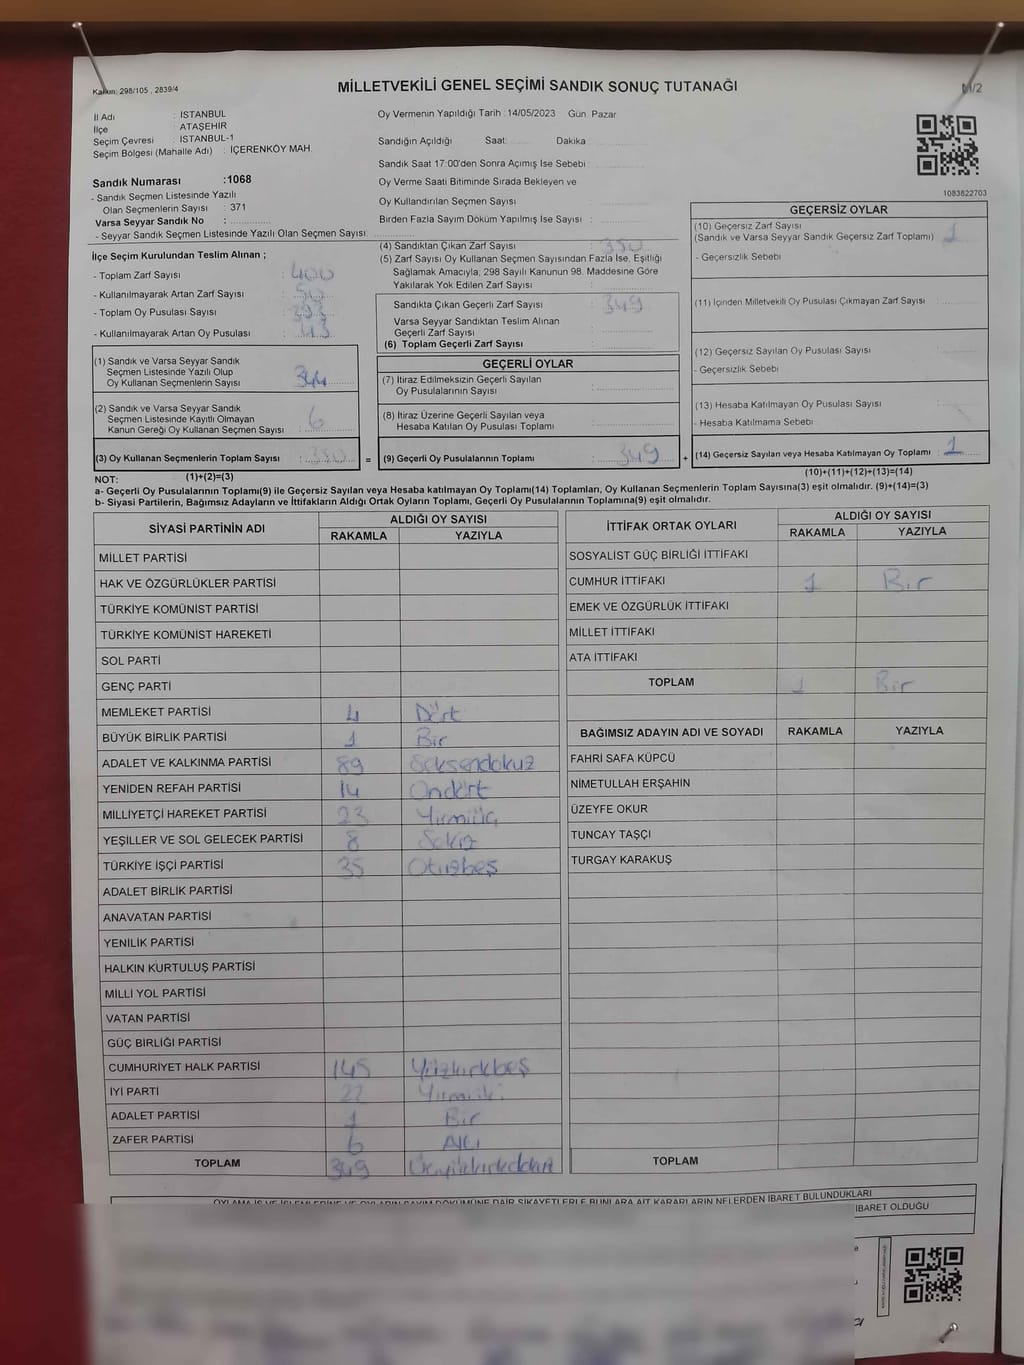 Kanun: 298/105 , 2839/4
MİLLETVEKİLİ GENEL SEÇİMİ SANDIK SONUÇ TUTANAĞI
İl Adı : İSTANBUL
İlçe : ATAŞEHİR
Seçim Çevresi : İSTANBUL-1
Seçim Bölgesi (Mahalle Adı) : İÇERENKÖY MAH.
Oy Vermenin Yapıldığı Tarih : 14/05/2023 Gün: Pazar
Sandığın Açıldığı Saat: Dakika :
Sandık Saat 17:00'den Sonra Açımış İse Sebebi :
Oy Verme Saati Bitiminde Sırada Bekleyen ve
Oy Kullandırılan Seçmen Sayısı :
Birden Fazla Sayım Döküm Yapılmış İse Sayısı :
1083822703
Sandık Numarası :1068
- Sandık Seçmen Listesinde Yazılı
Olan Seçmenlerin Sayısı : 371
Varsa Seyyar Sandık No :
- Seyyar Sandık Seçmen Listesinde Yazılı Olan Seçmen Sayısı:
İlçe Seçim Kurulundan Teslim Alınan ;
- Toplam Zarf Sayısı : 400
- Kullanılmayarak Artan Zarf Sayısı : 50
- Toplam Oy Pusulası Sayısı : 393
- Kullanılmayarak Artan Oy Pusulası : 43
(1) Sandık ve Varsa Seyyar Sandık
Seçmen Listesinde Yazılı Olup
Oy Kullanan Seçmenlerin Sayısı : 344
(2) Sandık ve Varsa Seyyar Sandık
Seçmen Listesinde Kayıtlı Olmayan
Kanun Gereği Oy Kullanan Seçmen Sayısı : 6
(3) Oy Kullanan Seçmenlerin Toplam Sayısı : 350 =
(1)+(2)=(3)
(4) Sandıktan Çıkan Zarf Sayısı : 350
(5) Zarf Sayısı Oy Kullanan Seçmen Sayısından Fazla İse, Eşitliği
Sağlamak Amacıyla, 298 Sayılı Kanunun 98. Maddesine Göre
Yakılarak Yok Edilen Zarf Sayısı :
Sandıkta Çıkan Geçerli Zarf Sayısı : 349
Varsa Seyyar Sandıktan Teslim Alınan
Geçerli Zarf Sayısı :
(6) Toplam Geçerli Zarf Sayısı :
GEÇERLİ OYLAR
(7) İtiraz Edilmeksizin Geçerli Sayılan
Oy Pusulalarının Sayısı :
(8) İtiraz Üzerine Geçerli Sayılan veya
Hesaba Katılan Oy Pusulası Toplamı :
(9) Geçerli Oy Pusulalarının Toplamı : 349 +
GEÇERSİZ OYLAR
(10) Geçersiz Zarf Sayısı
(Sandık ve Varsa Seyyar Sandık Geçersiz Zarf Toplamı) : 1
- Geçersizlik Sebebi :
(11) İçinden Milletvekili Oy Pusulası Çıkmayan Zarf Sayısı :
(12) Geçersiz Sayılan Oy Pusulası Sayısı :
- Geçersizlik Sebebi :
(13) Hesaba Katılmayan Oy Pusulası Sayısı :
- Hesaba Katılmama Sebebi :
(14) Geçersiz Sayılan veya Hesaba Katılmayan Oy Toplamı : 1
(10)+(11)+(12)+(13)=(14)
NOT:
a- Geçerli Oy Pusulalarının Toplamı(9) ile Geçersiz Sayılan veya Hesaba katılmayan Oy Toplamı(14) Toplamları, Oy Kullanan Seçmenlerin Toplam Sayısına(3) eşit olmalıdır. (9)+(14)=(3)
b- Siyasi Partilerin, Bağımsız Adayların ve İttifakların Aldığı Ortak Oyların Toplamı, Geçerli Oy Pusulalarının Toplamına(9) eşit olmalıdır.
SİYASİ PARTİNİN ADI ALDIĞI OY SAYISI
RAKAMLA YAZIYLA
MİLLET PARTİSİ
HAK VE ÖZGÜRLÜKLER PARTİSİ
TÜRKİYE KOMÜNİST PARTİSİ
TÜRKİYE KOMÜNİST HAREKETİ
SOL PARTİ
GENÇ PARTİ
MEMLEKET PARTİSİ 4 Dört
BÜYÜK BİRLİK PARTİSİ 1 Bir
ADALET VE KALKINMA PARTİSİ 89 Seksendokuz
YENİDEN REFAH PARTİSİ 14 Ondört
MİLLİYETÇİ HAREKET PARTİSİ 23 Yirmiüç
YEŞİLLER VE SOL GELECEK PARTİSİ 8 Sekiz
TÜRKİYE İŞÇİ PARTİSİ 35 Otuzbeş
ADALET BİRLİK PARTİSİ
ANAVATAN PARTİSİ
YENİLİK PARTİSİ
HALKIN KURTULUŞ PARTİSİ
MİLLİ YOL PARTİSİ
VATAN PARTİSİ
GÜÇ BİRLİĞİ PARTİSİ
CUMHURİYET HALK PARTİSİ 145 Yüzkırkbeş
İYİ PARTİ 22 Yirmiiki
ADALET PARTİSİ 1 Bir
ZAFER PARTİSİ 6 Altı
TOPLAM 349
İTTİFAK ORTAK OYLARI ALDIĞI OY SAYISI
RAKAMLA YAZIYLA
SOSYALİST GÜÇ BİRLİĞİ İTTİFAKI
CUMHUR İTTİFAKI 1 Bir
EMEK VE ÖZGÜRLÜK İTTİFAKI
MİLLET İTTİFAKI
ATA İTTİFAKI
TOPLAM 1 Bir
BAĞIMSIZ ADAYIN ADI VE SOYADI RAKAMLA YAZIYLA
FAHRİ SAFA KÜPCÜ
NİMETULLAH ERŞAHİN
ÜZEYFE OKUR
TUNCAY TAŞÇI
TURGAY KARAKUŞ
TOPLAM
OYLAMA İŞ VE İŞLEMLERİNE VE OYLARIN SAYIM DÖKÜMÜNE DAİR ŞİKAYETLERLE BUNLARA AİT KARARLARIN NELERDEN İBARET BULUNDUKLARI
İBARET OLDUĞU